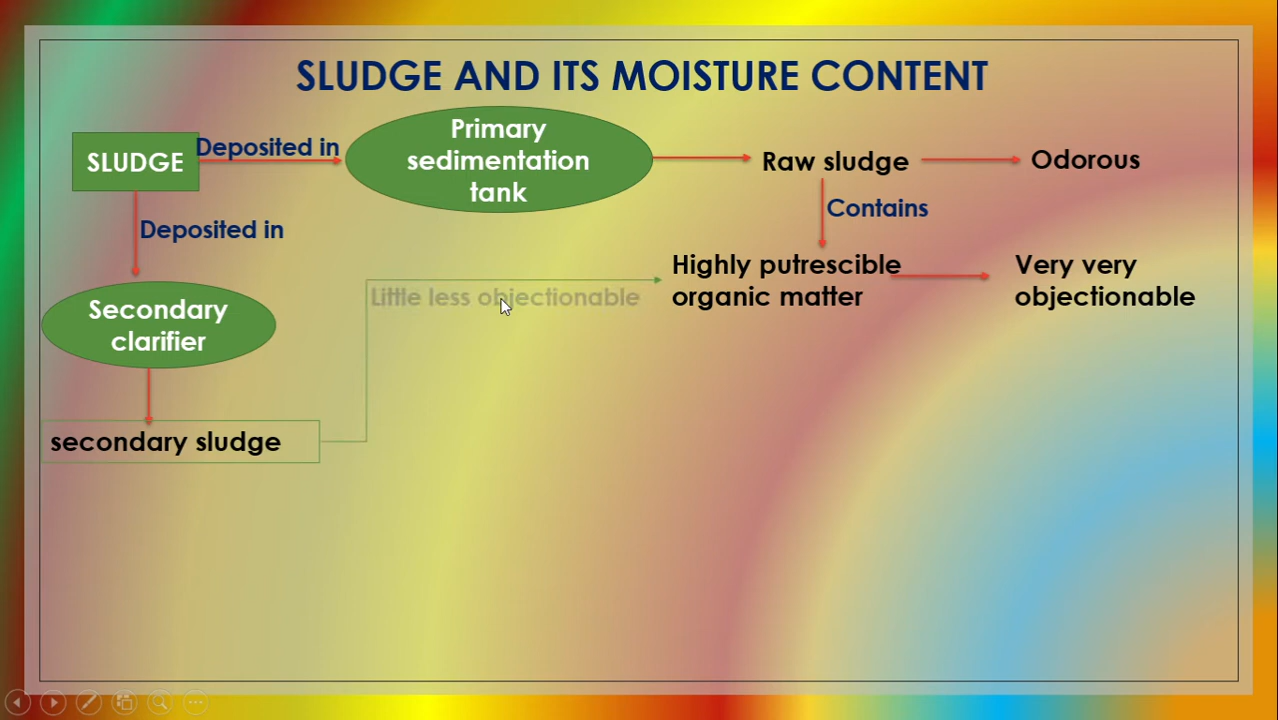 SLUDGE AND ITS MOISTURE CONTENT
SLUDGE
Deposited in
Primary
sedimentation
tank
Raw sludge
Odorous
Contains
Deposited in
Highly putrescible
organic matter
Very very
objectionable
Little less objectionable
Secondary
clarifier
secondary sludge